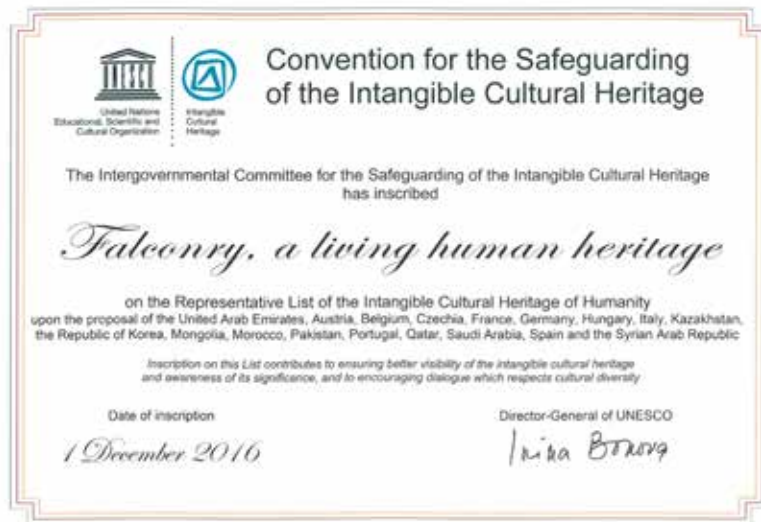 Convention for the Safeguarding
of the Intangible Cultural Heritage
United Nations
Educational, Scientific and
Cultural Organization
Intangible
Cultural
Heritage
The Intergovernmental Committee for the Safeguarding of the Intangible Cultural Heritage
has inscribed
Falconry, a living human heritage
on the Representative List of the Intangible Cultural Heritage of Humanity
upon the proposal of the United Arab Emirates, Austria, Belgium, Czechia, France, Germany, Hungary, Italy, Kazakhstan,
the Republic of Korea, Mongolia, Morocco, Pakistan, Portugal, Qatar, Saudi Arabia, Spain and the Syrian Arab Republic
Inscription on this List contributes to ensuring better visibility of the intangible cultural heritage
and awareness of its significance, and to encouraging dialogue which respects cultural diversity
Date of inscription
1 December 2016
Director-General of UNESCO
Irina Bokova